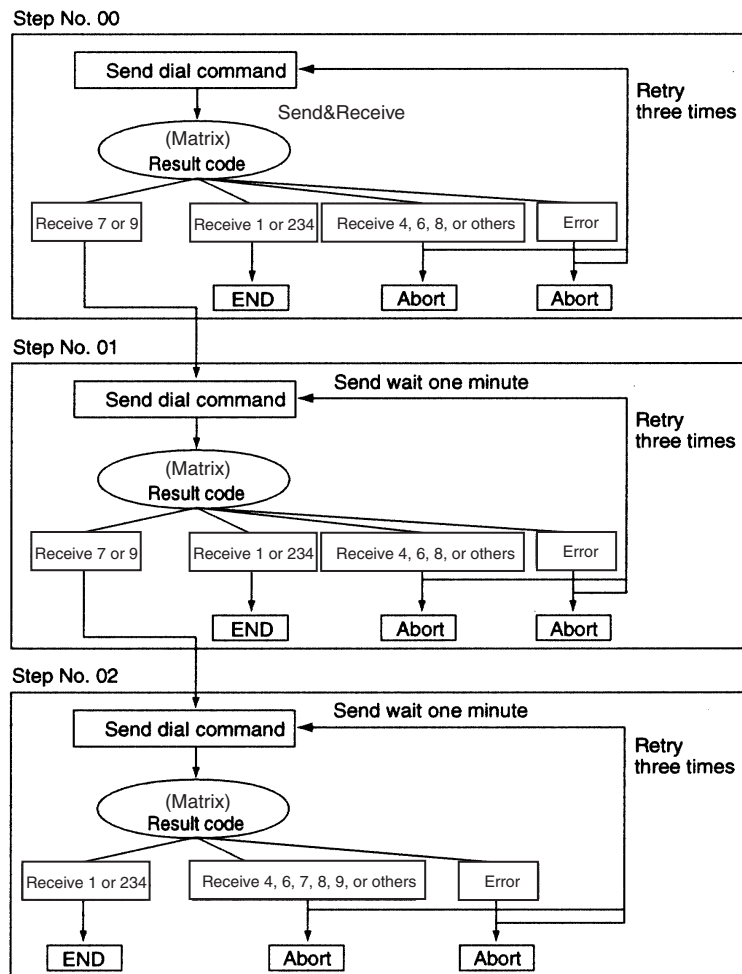 Step No. 00
Send dial command
Retry
three times
Send&Receive
(Matrix)
Result code
Receive 7 or 9
Receive 1 or 234
Receive 4, 6, 8, or others
Error
END
Abort
Abort
Step No. 01
Send wait one minute
Send dial command
Retry
three times
(Matrix)
Result code
Receive 7 or 9
Receive 1 or 234
Receive 4, 6, 8, or others
Error
END
Abort
Abort
Step No. 02
Send wait one minute
Send dial command
Retry
three times
(Matrix)
Result code
Receive 1 or 234
Receive 4, 6, 7, 8, 9, or others
Error
END
Abort
Abort